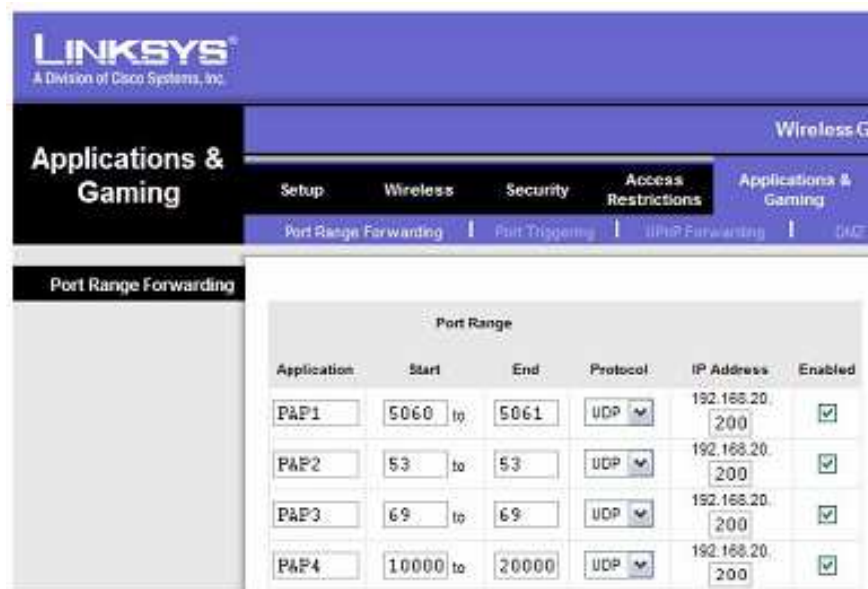 LINKSYS®
A Division of Cisco Systems, Inc.
Wireless-G
Applications & Gaming
Setup Wireless Security Access Restrictions Applications & Gaming
Port Range Forwarding | Port Triggering | UPnP Forwarding | DMZ
Port Range Forwarding
Port Range
Application Start End Protocol IP Address Enabled
PAP1 5060 to 5061 UDP 192.168.20. 200
PAP2 53 to 53 UDP 192.168.20. 200
PAP3 69 to 69 UDP 192.168.20. 200
PAP4 10000 to 20000 UDP 192.168.20. 200